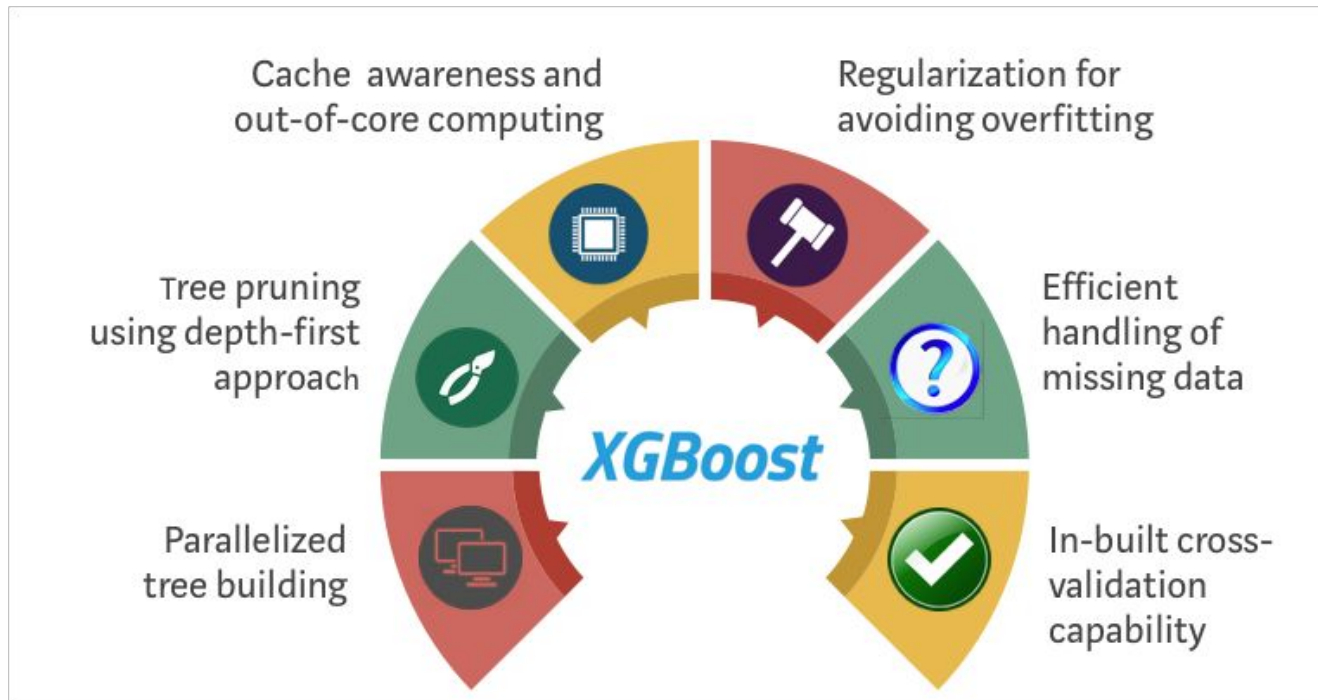 Cache awareness and
out-of-core computing
Regularization for
avoiding overfitting
Tree pruning
using depth-first
approach
Efficient
handling of
missing data
XGBoost
Parallelized
tree building
In-built cross-
validation
capability